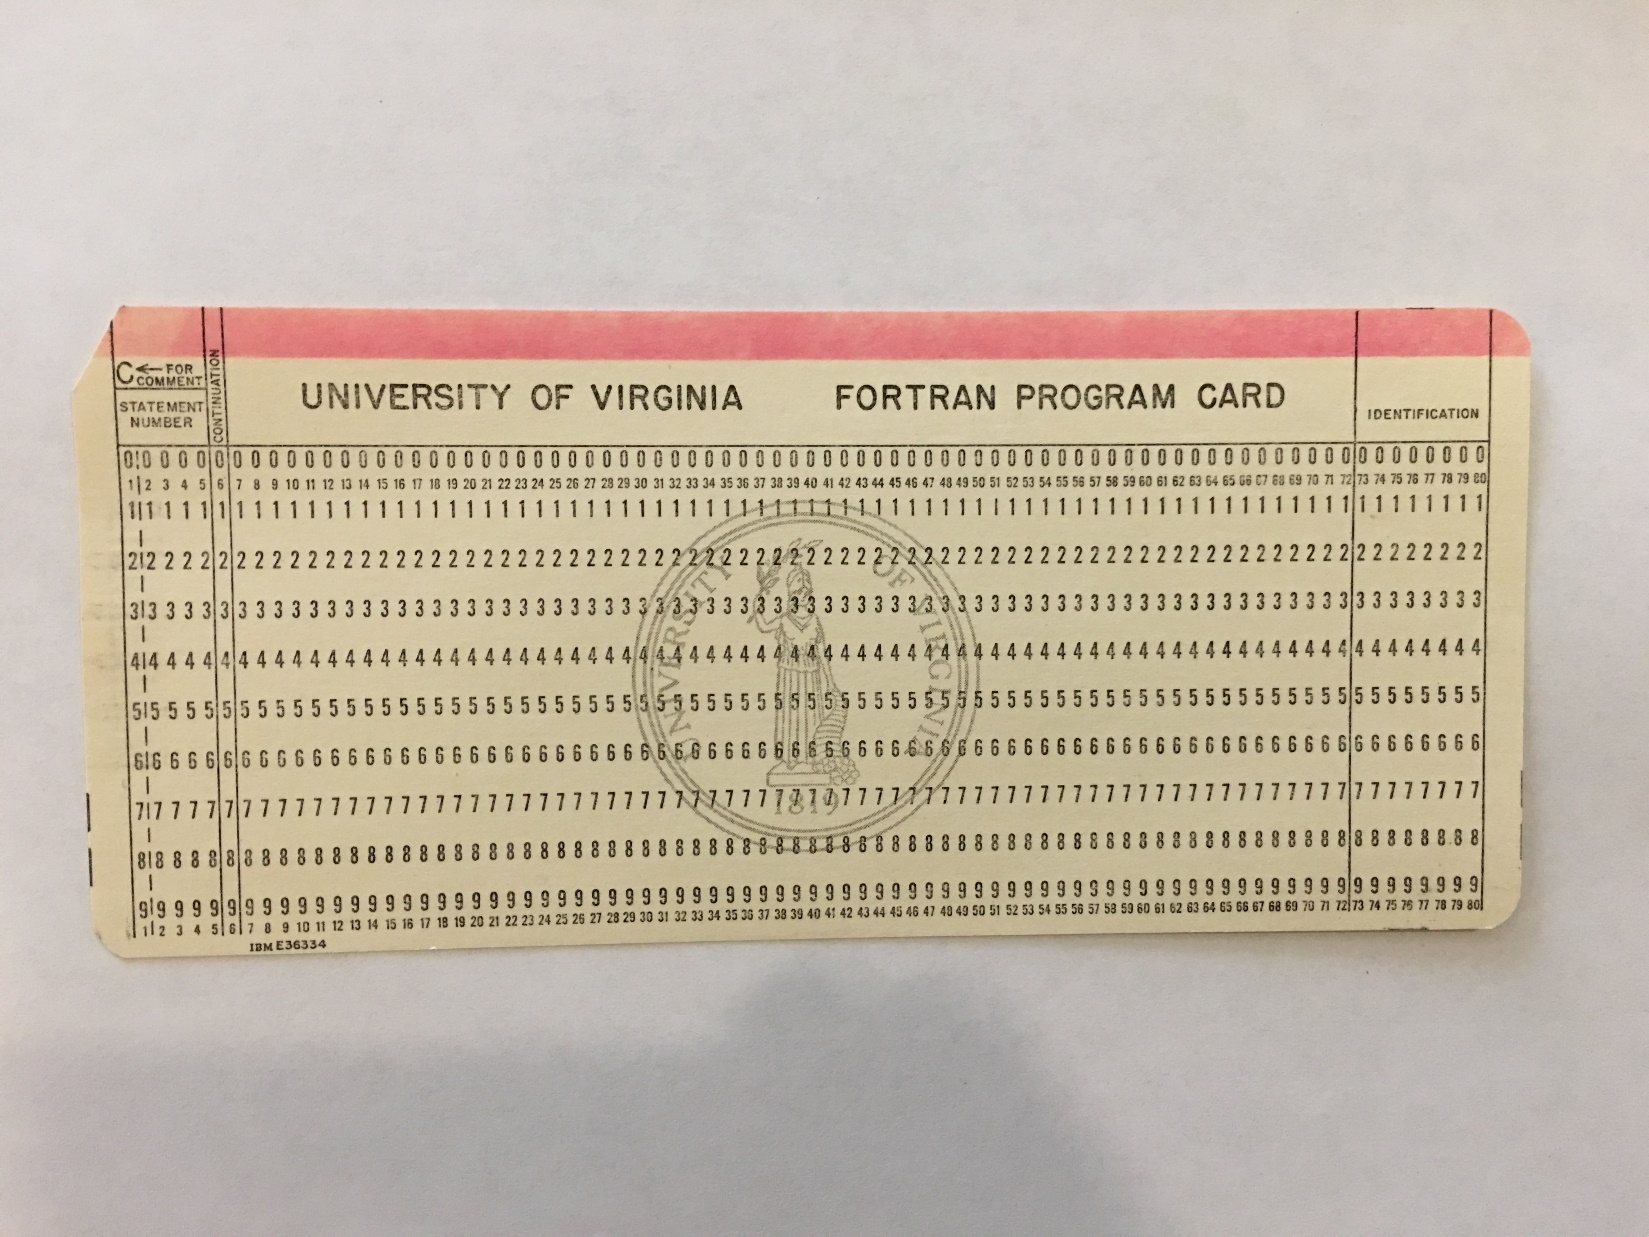 C ← FOR COMMENT
STATEMENT NUMBER
CONTINUATION
UNIVERSITY OF VIRGINIA FORTRAN PROGRAM CARD
IDENTIFICATION
0 0 0 0 0 0 0 0 0 0 0 0 0 0 0 0 0 0 0 0 0 0 0 0 0 0 0 0 0 0 0 0 0 0 0 0 0 0 0 0 0 0 0 0 0 0 0 0 0 0 0 0 0 0 0 0 0 0 0 0 0 0 0 0 0 0 0 0 0 0 0 0 0 0 0 0 0 0 0 0
1 2 3 4 5 6 7 8 9 10 11 12 13 14 15 16 17 18 19 20 21 22 23 24 25 26 27 28 29 30 31 32 33 34 35 36 37 38 39 40 41 42 43 44 45 46 47 48 49 50 51 52 53 54 55 56 57 58 59 60 61 62 63 64 65 66 67 68 69 70 71 72 73 74 75 76 77 78 79 80
1 1 1 1 1 1 1 1 1 1 1 1 1 1 1 1 1 1 1 1 1 1 1 1 1 1 1 1 1 1 1 1 1 1 1 1 1 1 1 1 1 1 1 1 1 1 1 1 1 1 1 1 1 1 1 1 1 1 1 1 1 1 1 1 1 1 1 1 1 1 1 1 1 1 1 1 1 1 1 1
2 2 2 2 2 2 2 2 2 2 2 2 2 2 2 2 2 2 2 2 2 2 2 2 2 2 2 2 2 2 2 2 2 2 2 2 2 2 2 2 2 2 2 2 2 2 2 2 2 2 2 2 2 2 2 2 2 2 2 2 2 2 2 2 2 2 2 2 2 2 2 2 2 2 2 2 2 2 2 2
3 3 3 3 3 3 3 3 3 3 3 3 3 3 3 3 3 3 3 3 3 3 3 3 3 3 3 3 3 3 3 3 3 3 3 3 3 3 3 3 3 3 3 3 3 3 3 3 3 3 3 3 3 3 3 3 3 3 3 3 3 3 3 3 3 3 3 3 3 3 3 3 3 3 3 3 3 3 3 3
4 4 4 4 4 4 4 4 4 4 4 4 4 4 4 4 4 4 4 4 4 4 4 4 4 4 4 4 4 4 4 4 4 4 4 4 4 4 4 4 4 4 4 4 4 4 4 4 4 4 4 4 4 4 4 4 4 4 4 4 4 4 4 4 4 4 4 4 4 4 4 4 4 4 4 4 4 4 4 4
5 5 5 5 5 5 5 5 5 5 5 5 5 5 5 5 5 5 5 5 5 5 5 5 5 5 5 5 5 5 5 5 5 5 5 5 5 5 5 5 5 5 5 5 5 5 5 5 5 5 5 5 5 5 5 5 5 5 5 5 5 5 5 5 5 5 5 5 5 5 5 5 5 5 5 5 5 5 5 5
6 6 6 6 6 6 6 6 6 6 6 6 6 6 6 6 6 6 6 6 6 6 6 6 6 6 6 6 6 6 6 6 6 6 6 6 6 6 6 6 6 6 6 6 6 6 6 6 6 6 6 6 6 6 6 6 6 6 6 6 6 6 6 6 6 6 6 6 6 6 6 6 6 6 6 6 6 6 6 6
7 7 7 7 7 7 7 7 7 7 7 7 7 7 7 7 7 7 7 7 7 7 7 7 7 7 7 7 7 7 7 7 7 7 7 7 7 7 7 7 7 7 7 7 7 7 7 7 7 7 7 7 7 7 7 7 7 7 7 7 7 7 7 7 7 7 7 7 7 7 7 7 7 7 7 7 7 7 7 7
8 8 8 8 8 8 8 8 8 8 8 8 8 8 8 8 8 8 8 8 8 8 8 8 8 8 8 8 8 8 8 8 8 8 8 8 8 8 8 8 8 8 8 8 8 8 8 8 8 8 8 8 8 8 8 8 8 8 8 8 8 8 8 8 8 8 8 8 8 8 8 8 8 8 8 8 8 8 8 8
9 9 9 9 9 9 9 9 9 9 9 9 9 9 9 9 9 9 9 9 9 9 9 9 9 9 9 9 9 9 9 9 9 9 9 9 9 9 9 9 9 9 9 9 9 9 9 9 9 9 9 9 9 9 9 9 9 9 9 9 9 9 9 9 9 9 9 9 9 9 9 9 9 9 9 9 9 9 9 9
1 2 3 4 5 6 7 8 9 10 11 12 13 14 15 16 17 18 19 20 21 22 23 24 25 26 27 28 29 30 31 32 33 34 35 36 37 38 39 40 41 42 43 44 45 46 47 48 49 50 51 52 53 54 55 56 57 58 59 60 61 62 63 64 65 66 67 68 69 70 71 72 73 74 75 76 77 78 79 80
IBM E36334
UNIVERSITY OF VIRGINIA
1819